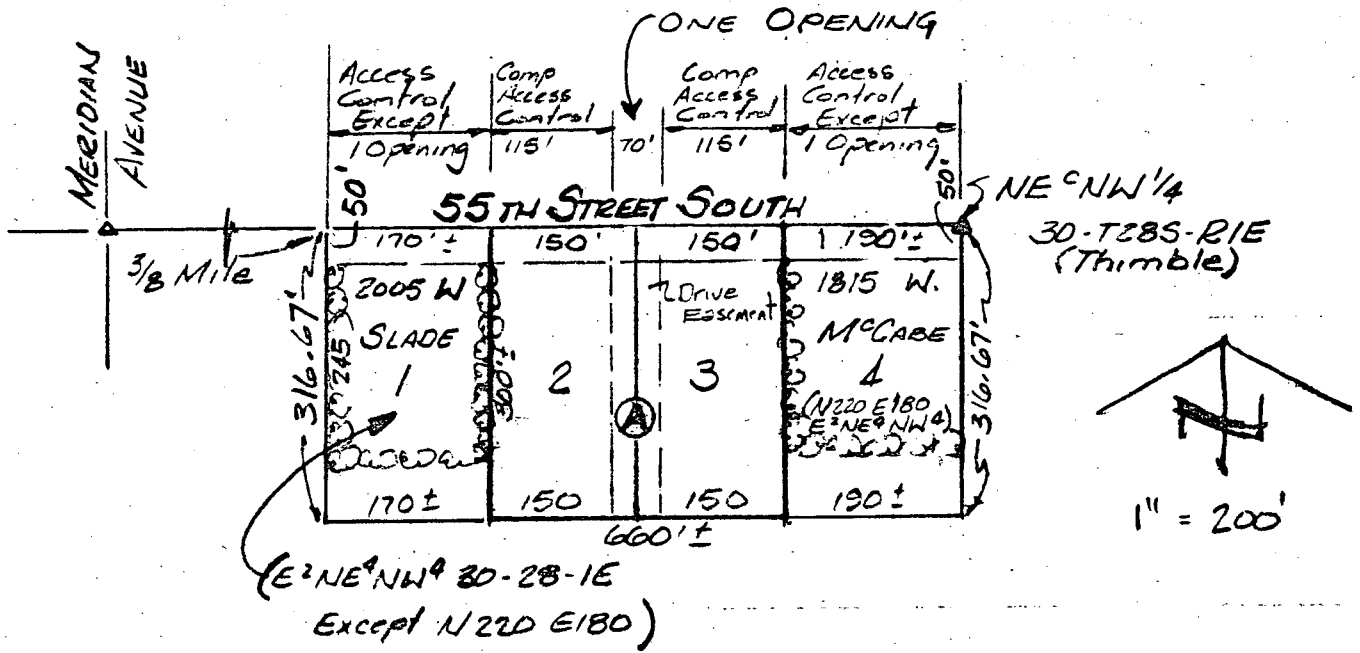 ONE OPENING
MERIDIAN
AVENUE
Access
Control
Except
1 Opening
Comp
Access
Control
115'
70'
Comp
Access
Control
115'
Access
Control
Except
1 Opening
50'
50'
55TH STREET SOUTH
NE C NW 1/4
30-T28S-R1E
(Thimble)
3/8 Mile
170'±
150'
150'
190'±
2005 W
SLADE
1
245
316.67'
300'±
2
Drive
Easement
3
A
1815 W.
McCABE
4
(N220 E180
E2 NE4 NW4)
316.67'
N
170±
150
150
190±
660'±
1" = 200'
(E2 NE4 NW4 30-28-1E
Except N220 E180)